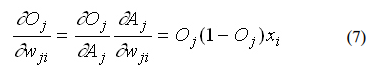 ∂O_j/∂w_ji = ∂O_j/∂A_j ∂A_j/∂w_ji = O_j(1−O_j)x_i (7)